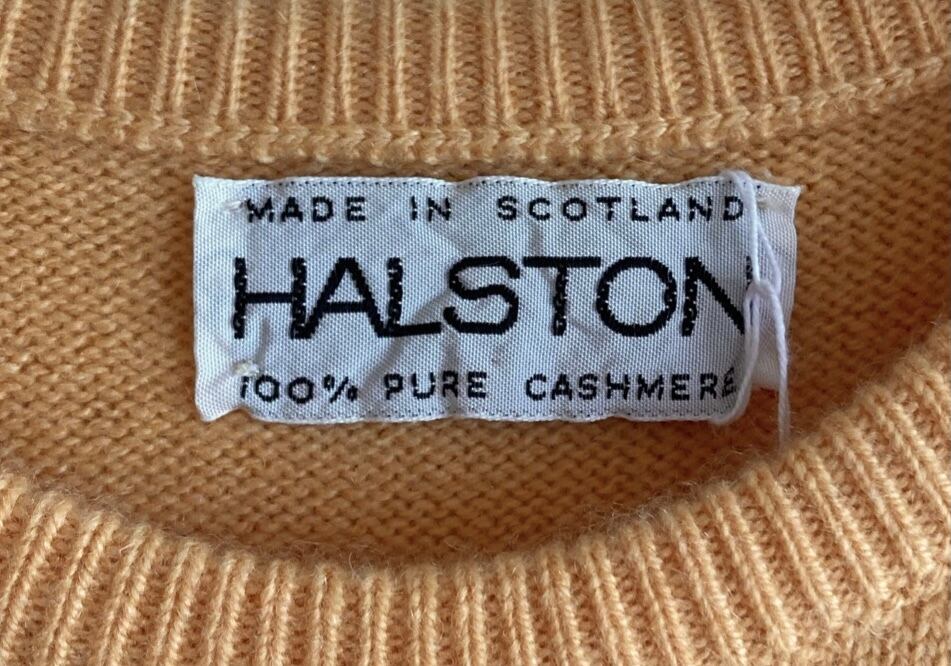 MADE IN SCOTLAND
HALSTON
100% PURE CASHMERE